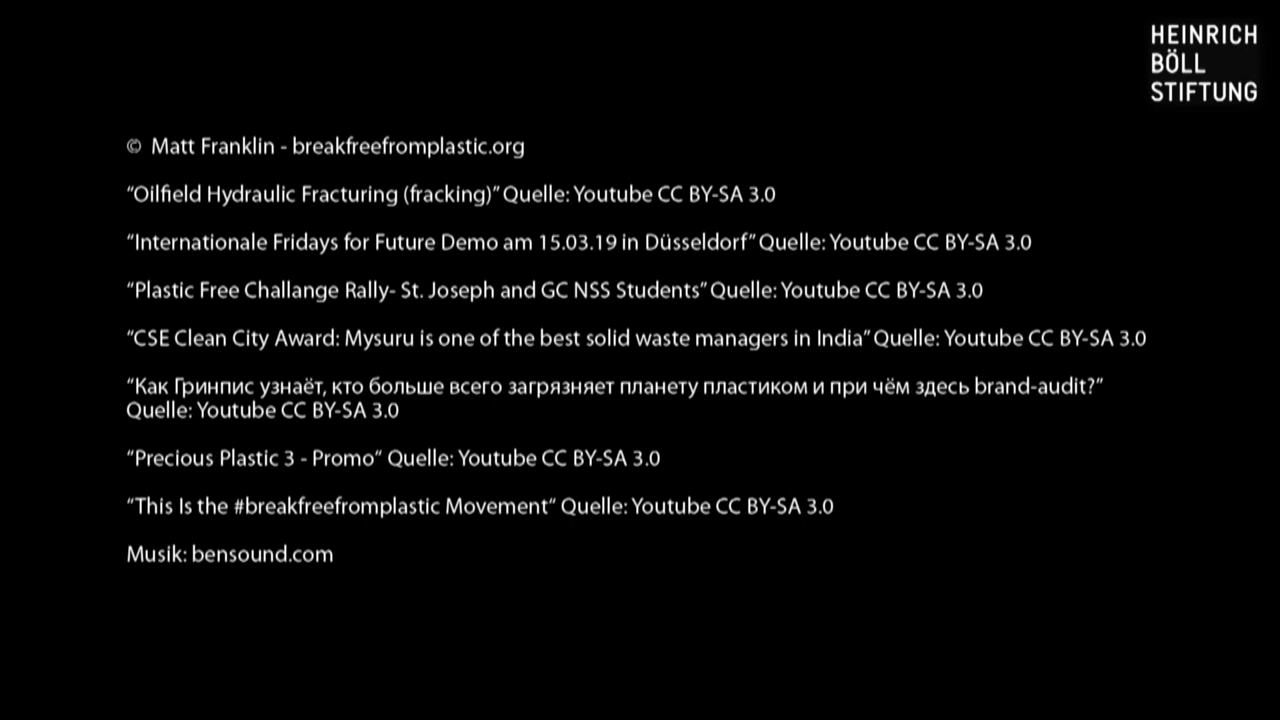 HEINRICH
BÖLL
STIFTUNG
© Matt Franklin - breakfreefromplastic.org
“Oilfield Hydraulic Fracturing (fracking)” Quelle: Youtube CC BY-SA 3.0
“Internationale Fridays for Future Demo am 15.03.19 in Düsseldorf” Quelle: Youtube CC BY-SA 3.0
“Plastic Free Challange Rally- St. Joseph and GC NSS Students” Quelle: Youtube CC BY-SA 3.0
“CSE Clean City Award: Mysuru is one of the best solid waste managers in India” Quelle: Youtube CC BY-SA 3.0
“Как Гринпис узнаёт, кто больше всего загрязняет планету пластиком и при чём здесь brand-audit?”
Quelle: Youtube CC BY-SA 3.0
“Precious Plastic 3 - Promo“ Quelle: Youtube CC BY-SA 3.0
“This Is the #breakfreefromplastic Movement“ Quelle: Youtube CC BY-SA 3.0
Musik: bensound.com